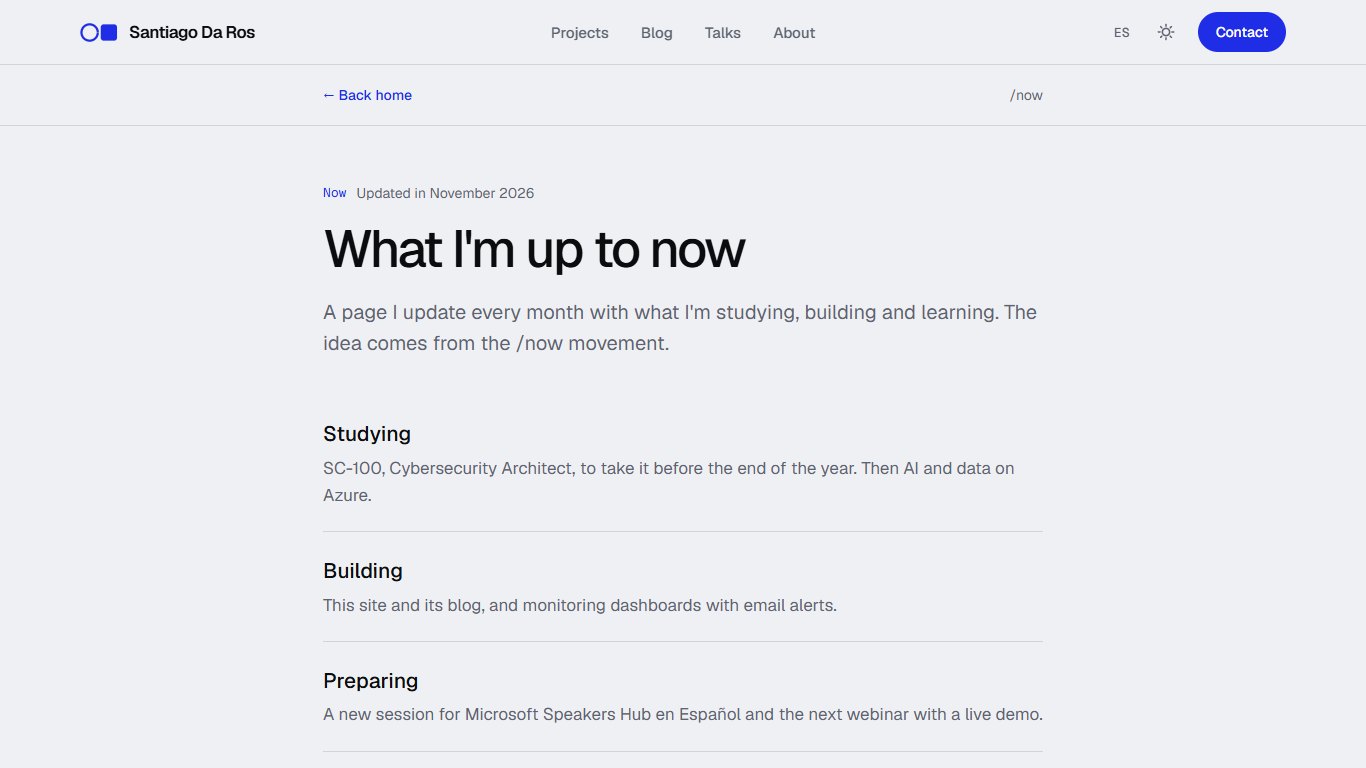 Santiago Da Ros
Projects
Blog
Talks
About
ES
Contact
← Back home
/now
Now Updated in November 2026
What I'm up to now
A page I update every month with what I'm studying, building and learning. The
idea comes from the /now movement.
Studying
SC-100, Cybersecurity Architect, to take it before the end of the year. Then AI and data on
Azure.
Building
This site and its blog, and monitoring dashboards with email alerts.
Preparing
A new session for Microsoft Speakers Hub en Español and the next webinar with a live demo.